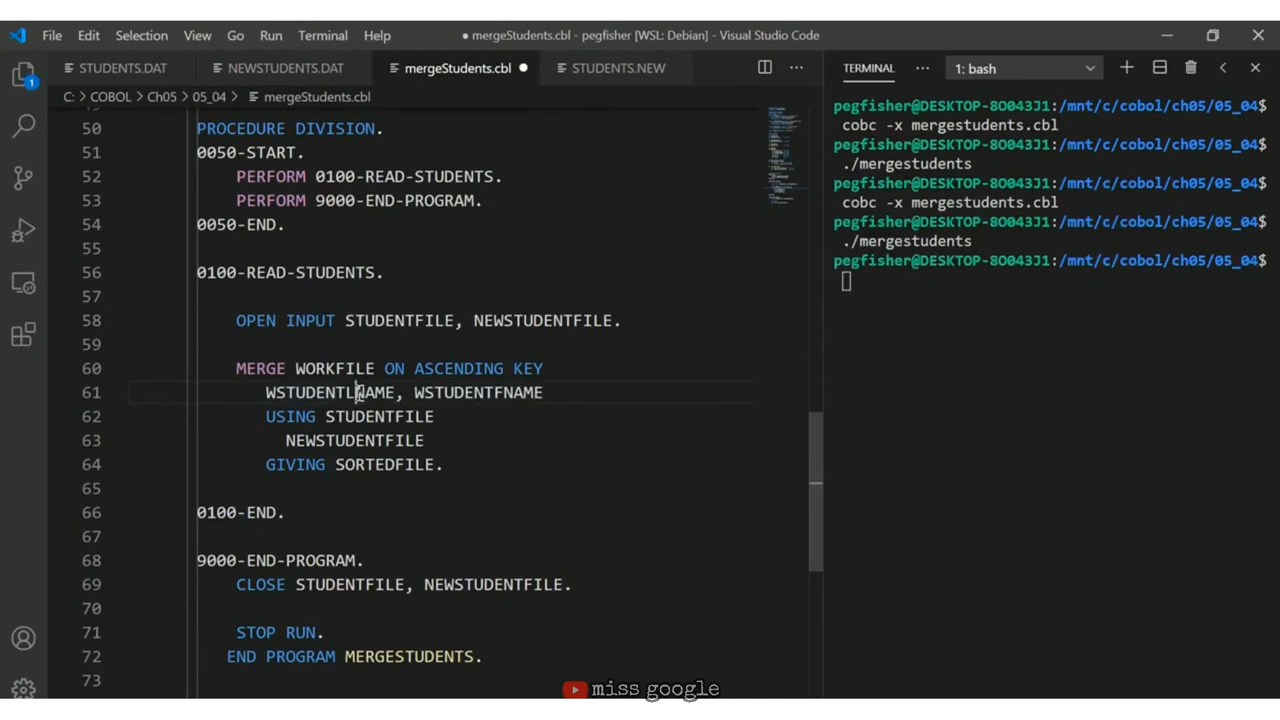 File Edit Selection View Go Run Terminal Help ● mergeStudents.cbl - pegfisher [WSL: Debian] - Visual Studio Code
STUDENTS.DAT NEWSTUDENTS.DAT mergeStudents.cbl ● STUDENTS.NEW
C: > COBOL > Ch05 > 05_04 > mergeStudents.cbl
50 PROCEDURE DIVISION.
51 0050-START.
52 PERFORM 0100-READ-STUDENTS.
53 PERFORM 9000-END-PROGRAM.
54 0050-END.
55
56 0100-READ-STUDENTS.
57
58 OPEN INPUT STUDENTFILE, NEWSTUDENTFILE.
59
60 MERGE WORKFILE ON ASCENDING KEY
61 WSTUDENTLNAME, WSTUDENTFNAME
62 USING STUDENTFILE
63 NEWSTUDENTFILE
64 GIVING SORTEDFILE.
65
66 0100-END.
67
68 9000-END-PROGRAM.
69 CLOSE STUDENTFILE, NEWSTUDENTFILE.
70
71 STOP RUN.
72 END PROGRAM MERGESTUDENTS.
73
1
TERMINAL ··· 1: bash
pegfisher@DESKTOP-8O043J1:/mnt/c/cobol/ch05/05_04$
cobc -x mergestudents.cbl
pegfisher@DESKTOP-8O043J1:/mnt/c/cobol/ch05/05_04$
./mergestudents
pegfisher@DESKTOP-8O043J1:/mnt/c/cobol/ch05/05_04$
cobc -x mergestudents.cbl
pegfisher@DESKTOP-8O043J1:/mnt/c/cobol/ch05/05_04$
./mergestudents
pegfisher@DESKTOP-8O043J1:/mnt/c/cobol/ch05/05_04$
miss google